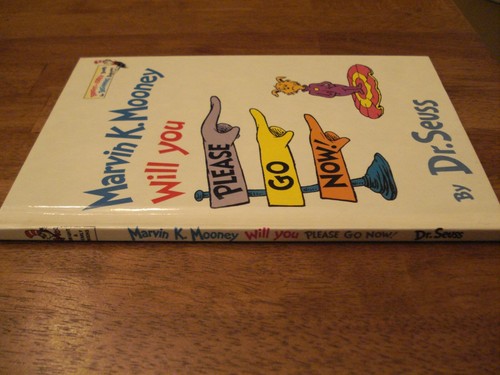 Marvin K. Mooney
Will you
PLEASE
GO
NOW!
By Dr. Seuss
Marvin K. Mooney Will you PLEASE GO NOW! Dr. Seuss